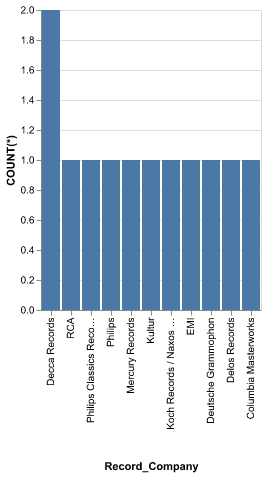 COUNT(*)
2.0
1.8
1.6
1.4
1.2
1.0
0.8
0.6
0.4
0.2
0.0
Decca Records
RCA
Philips Classics Reco…
Philips
Mercury Records
Kultur
Koch Records / Naxos …
EMI
Deutsche Grammophon
Delos Records
Columbia Masterworks
Record_Company